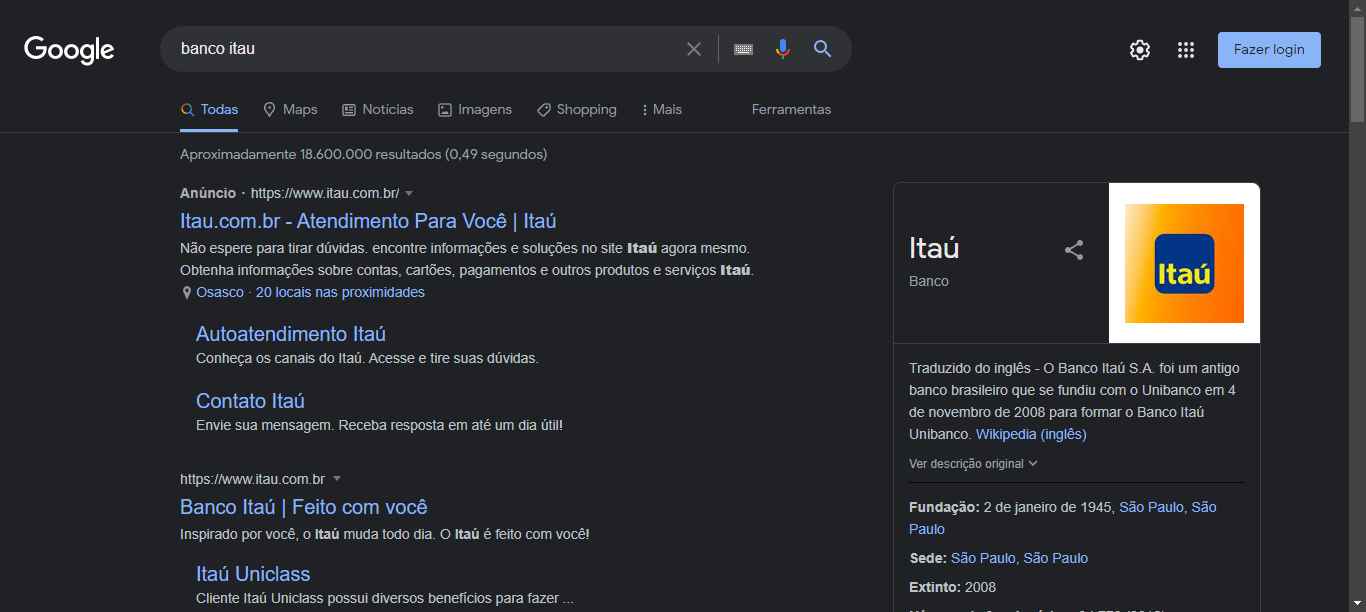 Google
banco itau
Fazer login
Todas
Maps
Notícias
Imagens
Shopping
Mais
Ferramentas
Aproximadamente 18.600.000 resultados (0,49 segundos)
Anúncio · https://www.itau.com.br/
Itau.com.br - Atendimento Para Você | Itaú
Não espere para tirar dúvidas. encontre informações e soluções no site Itaú agora mesmo.
Obtenha informações sobre contas, cartões, pagamentos e outros produtos e serviços Itaú.
Osasco · 20 locais nas proximidades
Autoatendimento Itaú
Conheça os canais do Itaú. Acesse e tire suas dúvidas.
Contato Itaú
Envie sua mensagem. Receba resposta em até um dia útil!
https://www.itau.com.br
Banco Itaú | Feito com você
Inspirado por você, o Itaú muda todo dia. O Itaú é feito com você!
Itaú Uniclass
Cliente Itaú Uniclass possui diversos benefícios para fazer ...
Itaú
Banco
Itaú
Traduzido do inglês - O Banco Itaú S.A. foi um antigo
banco brasileiro que se fundiu com o Unibanco em 4
de novembro de 2008 para formar o Banco Itaú
Unibanco. Wikipedia (inglês)
Ver descrição original
Fundação: 2 de janeiro de 1945, São Paulo, São
Paulo
Sede: São Paulo, São Paulo
Extinto: 2008